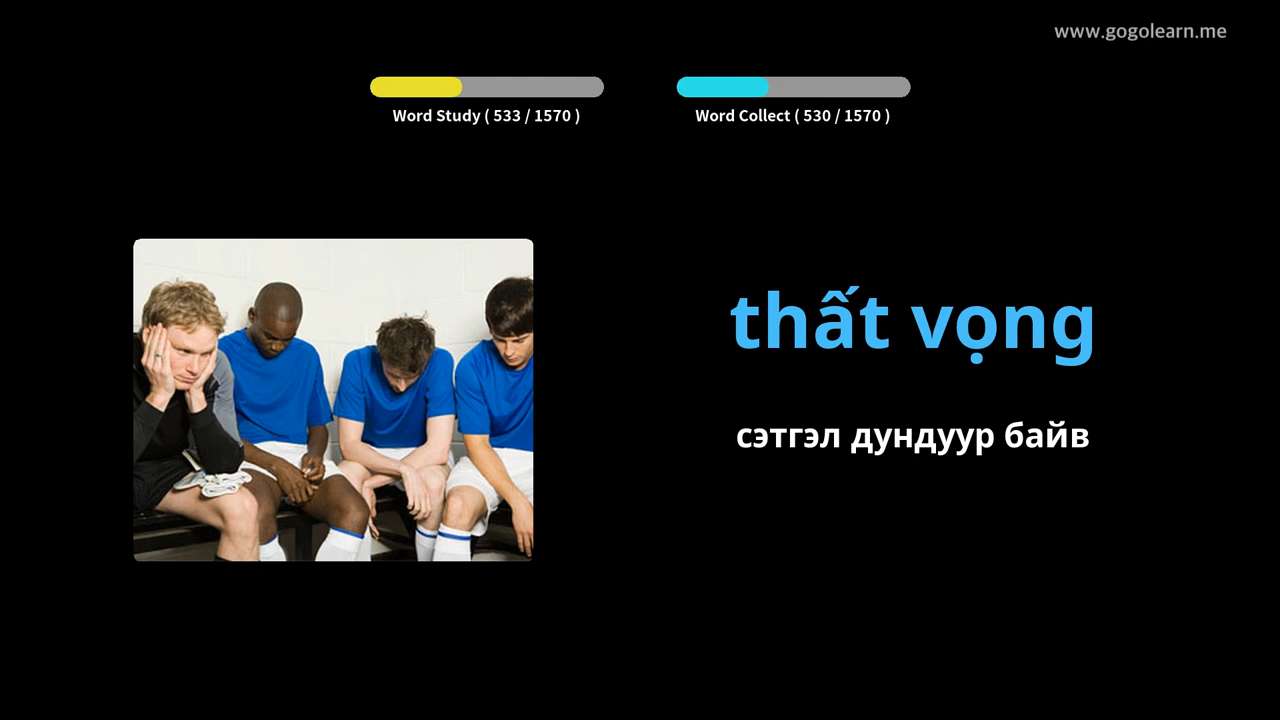 www.gogolearn.me
Word Study ( 533 / 1570 )
Word Collect ( 530 / 1570 )
thất vọng
сэтгэл дундуур байв